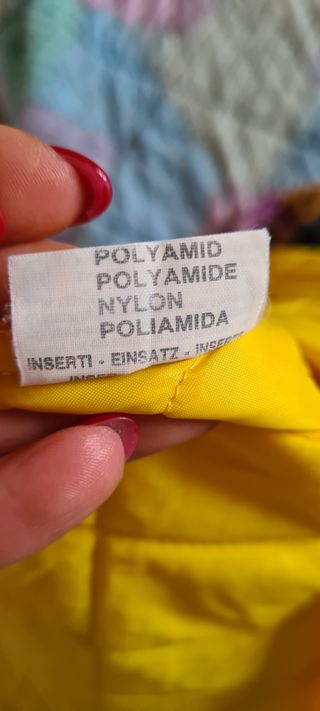 POLYAMID
POLYAMIDE
NYLON
POLIAMIDA
INSERTI - EINSATZ -